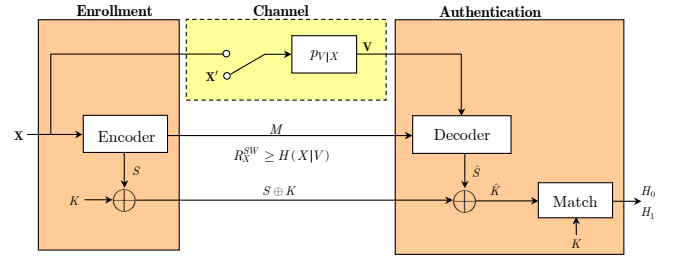 Enrollment
Channel
Authentication
X
X′
p_{V|X}
V
Encoder
M
R_X^{SW} ≥ H(X|V)
Decoder
S
Ŝ
K
S ⊕ K
K̂
Match
H_0
H_1
K